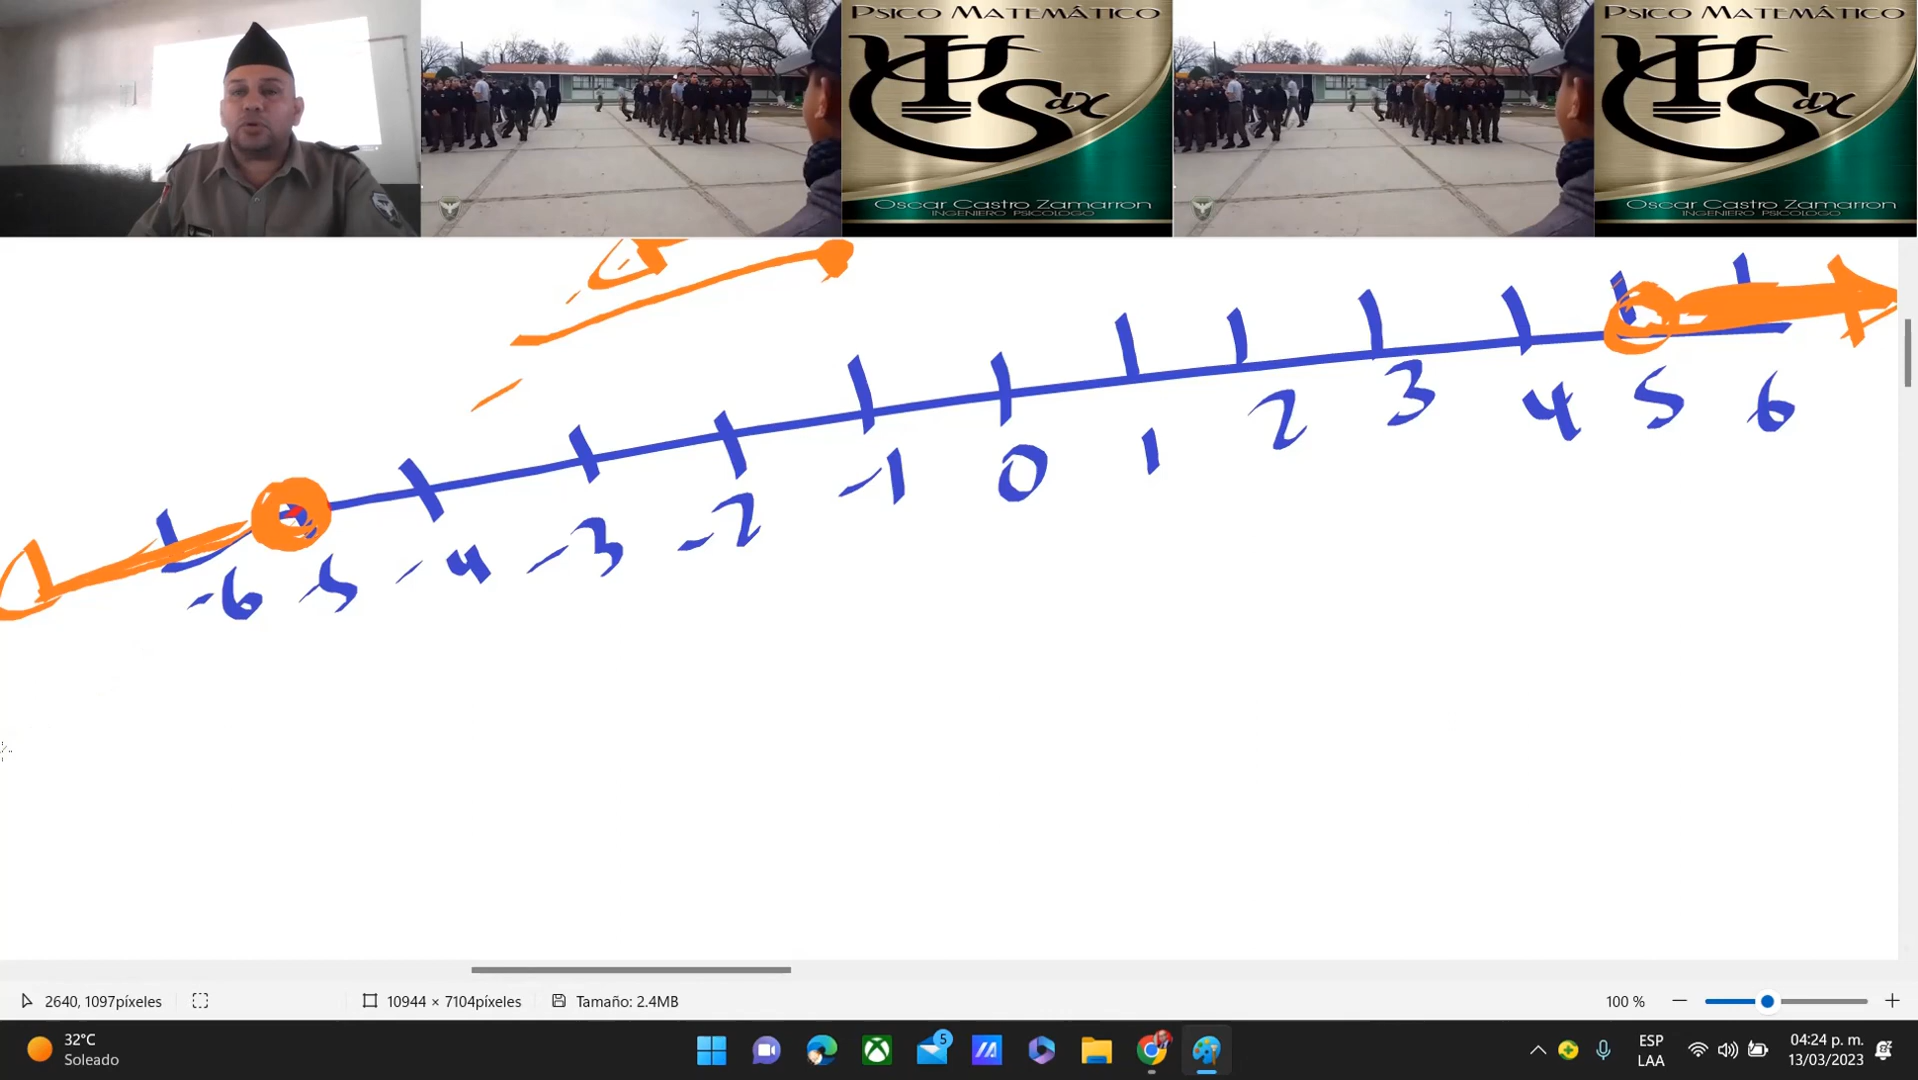 PSICO MATEMÁTICO
PSICO MATEMÁTICO
S dx
S dx
Oscar Castro Zamarron
INGENIERO PSICOLOGO
Oscar Castro Zamarron
INGENIERO PSICOLOGO
-6 -5 -4 -3 -2 -1 0 1 2 3 4 5 6
2640, 1097píxeles
10944 × 7104píxeles
Tamaño: 2.4MB
100 %
32°C
Soleado
5
ESP
LAA
04:24 p. m.
13/03/2023